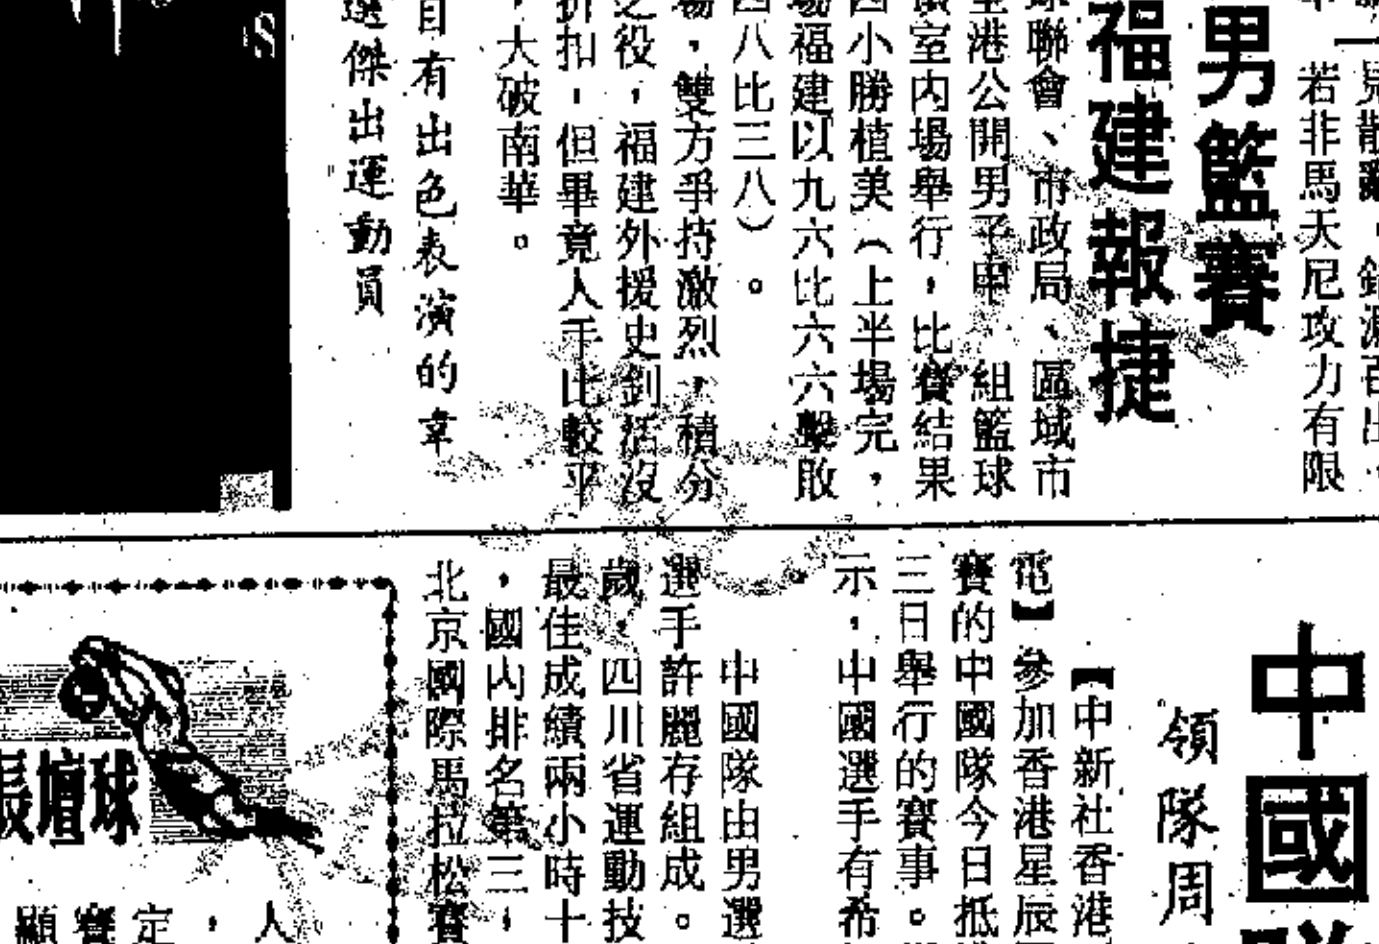 若非馬天尼攻力有限
男籃賽
福建報捷
球聯會、市政局、區域市
全港公開男子甲一組籃球
室內場舉行，比賽結果
四小勝植美（上半場完，
場福建以九六比六六擊敗
四八比三八）。
場，雙方爭持激烈，積分
之役，福建外援史釗活沒
折扣，但畢竟人手比較平
，大破南華。
目有出色表演的韋
選傑出運動員
中國隊
領隊周
【中新社香港
電】參加香港星辰
賽的中國隊今日抵
三日舉行的賽事。
示，中國選手有希
。
中國隊由男選
選手許麗存組成。
歲，四川省運動技
最佳成績兩小時十
，國內排名第三，
北京國際馬拉松賽
球壇
人
，
定
賽
顯